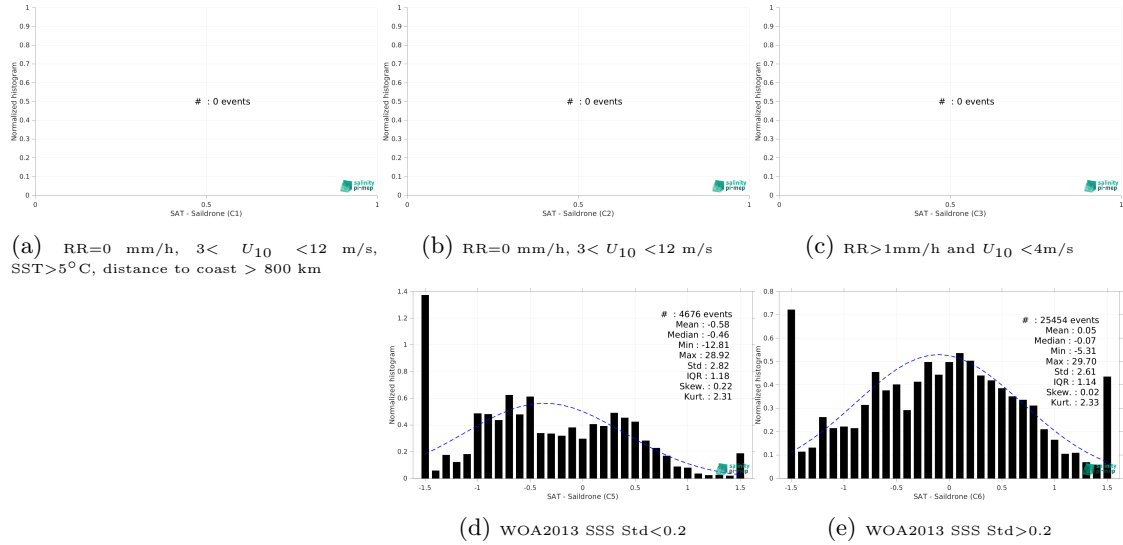 1
0.9
0.8
0.7
0.6
0.5
0.4
0.3
0.2
0.1
0
Normalized histogram
# : 0 events
salinity
pi-mep
0 0.5 1
SAT - Saildrone (C1)
1
0.9
0.8
0.7
0.6
0.5
0.4
0.3
0.2
0.1
0
Normalized histogram
# : 0 events
salinity
pi-mep
0 0.5 1
SAT - Saildrone (C2)
1
0.9
0.8
0.7
0.6
0.5
0.4
0.3
0.2
0.1
0
Normalized histogram
# : 0 events
salinity
pi-mep
0 0.5 1
SAT - Saildrone (C3)
(a) RR=0 mm/h, 3< U10 <12 m/s,
SST>5°C, distance to coast > 800 km
(b) RR=0 mm/h, 3< U10 <12 m/s
(c) RR>1mm/h and U10 <4m/s
1.4
1.2
1
0.8
0.6
0.4
0.2
0
Normalized histogram
# : 4676 events
Mean : -0.58
Median : -0.46
Min : -12.81
Max : 28.92
Std : 2.82
IQR : 1.18
Skew. : 0.22
Kurt. : 2.31
salinity
pi-mep
-1.5 -1 -0.5 0 0.5 1 1.5
SAT - Saildrone (C5)
0.8
0.7
0.6
0.5
0.4
0.3
0.2
0.1
0
Normalized histogram
# : 25454 events
Mean : 0.05
Median : -0.07
Min : -5.31
Max : 29.70
Std : 2.61
IQR : 1.14
Skew. : 0.02
Kurt. : 2.33
-1.5 -1 -0.5 0 0.5 1 1.5
SAT - Saildrone (C6)
(d) WOA2013 SSS Std<0.2
(e) WOA2013 SSS Std>0.2